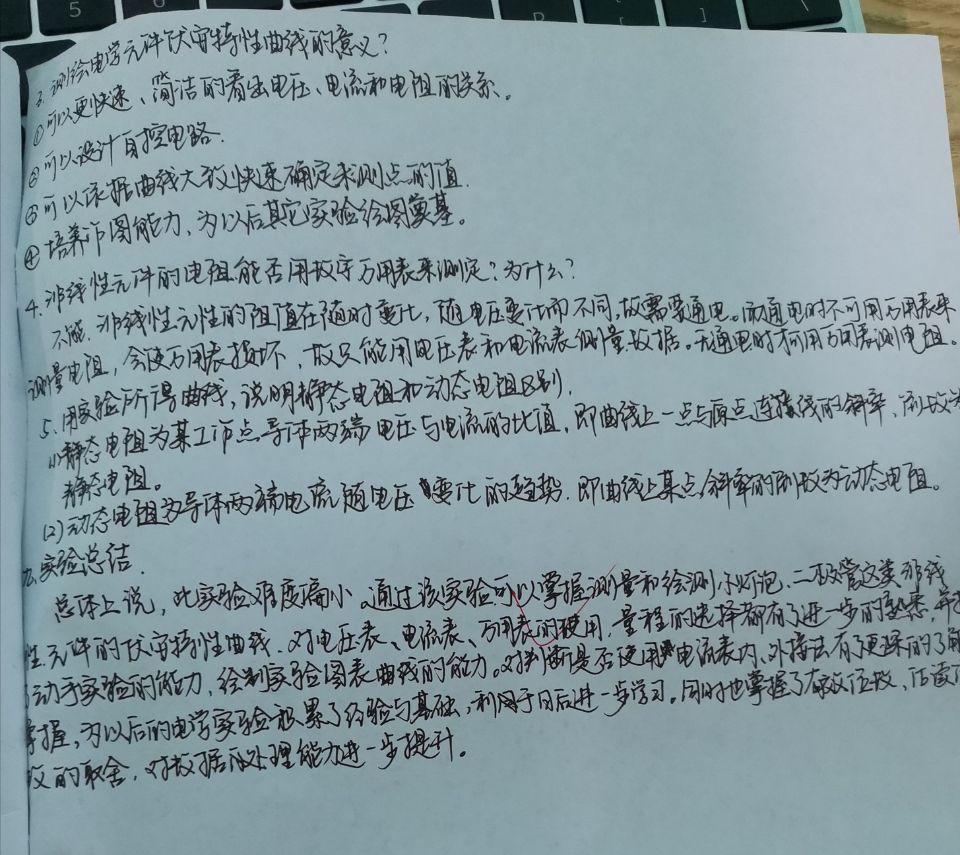 5
\
3. 测绘电学元件伏安特性曲线的意义?
①可以更快速、简洁的看出电压、电流和电阻的关系。
②可以设计自控电路.
③可以依据曲线大致快速确定未测点的值.
④培养作图能力,为以后其它实验绘图奠基。
4. 非线性元件的电阻能否用数字万用表来测定?为什么?
不能. 非线性元性的阻值在随时变化,随电压变化而不同,故需要通电。而通电时不可用万用表来
测量电阻,会使万用表损坏,故只能用电压表和电流表测量数据。无通电时可用万用表测电阻。
5. 用实验所得曲线,说明静态电阻和动态电阻区别.
(1)静态电阻为某工作点导体两端电压与电流的比值,即曲线上一点与原点连接线的斜率、倒数为
静态电阻。
(2)动态电阻为导体两端电流随电压变化的趋势.即曲线上某点斜率的倒数为动态电阻。
九.实验总结.
总体上说,此实验难度偏小.通过该实验可以掌握测量和绘测小灯泡、二极管这类非线
性元件的伏安特性曲线.对电压表、电流表、万用表的使用,量程的选择都有了进一步的熟悉,
动手实验的能力,绘制实验图表曲线的能力。对判断是否使用电流表内、外接法有了更深的了解
掌握,为以后的电学实验积累了经验与基础,利用于日后进一步学习。同时也掌握了有效位数,估读
数的取舍,对数据的处理能力进一步提升。